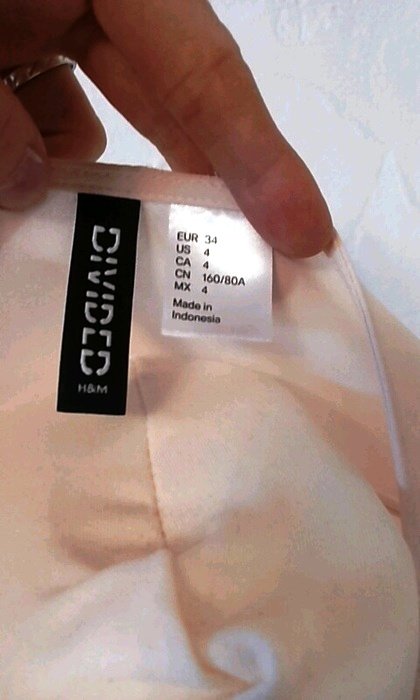 DIVIDED
H&M
EUR 34
US 4
CA 4
CN 160/80A
MX 4
Made in
Indonesia